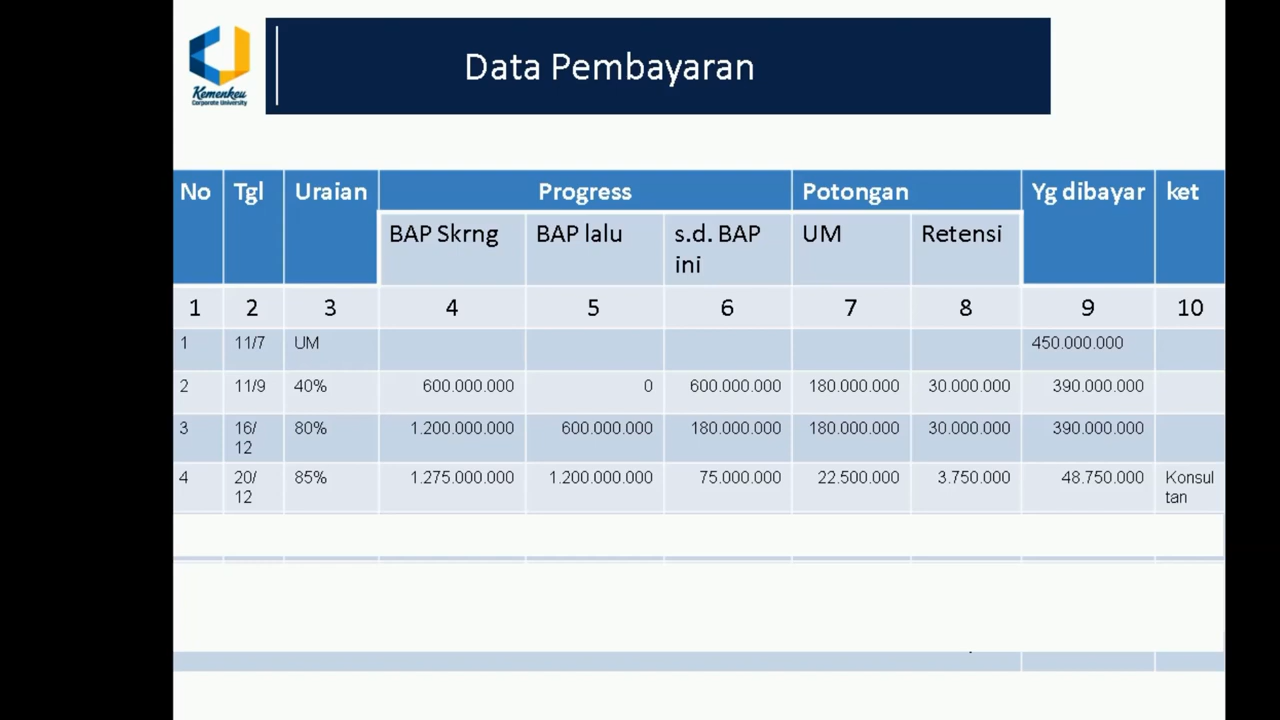 Kemenkeu
Corporate University
Data Pembayaran
No Tgl Uraian Progress Potongan Yg dibayar ket
BAP Skrng BAP lalu s.d. BAP ini UM Retensi
1 2 3 4 5 6 7 8 9 10
1 11/7 UM 450.000.000
2 11/9 40% 600.000.000 0 600.000.000 180.000.000 30.000.000 390.000.000
3 16/12 80% 1.200.000.000 600.000.000 180.000.000 180.000.000 30.000.000 390.000.000
4 20/12 85% 1.275.000.000 1.200.000.000 75.000.000 22.500.000 3.750.000 48.750.000 Konsultan